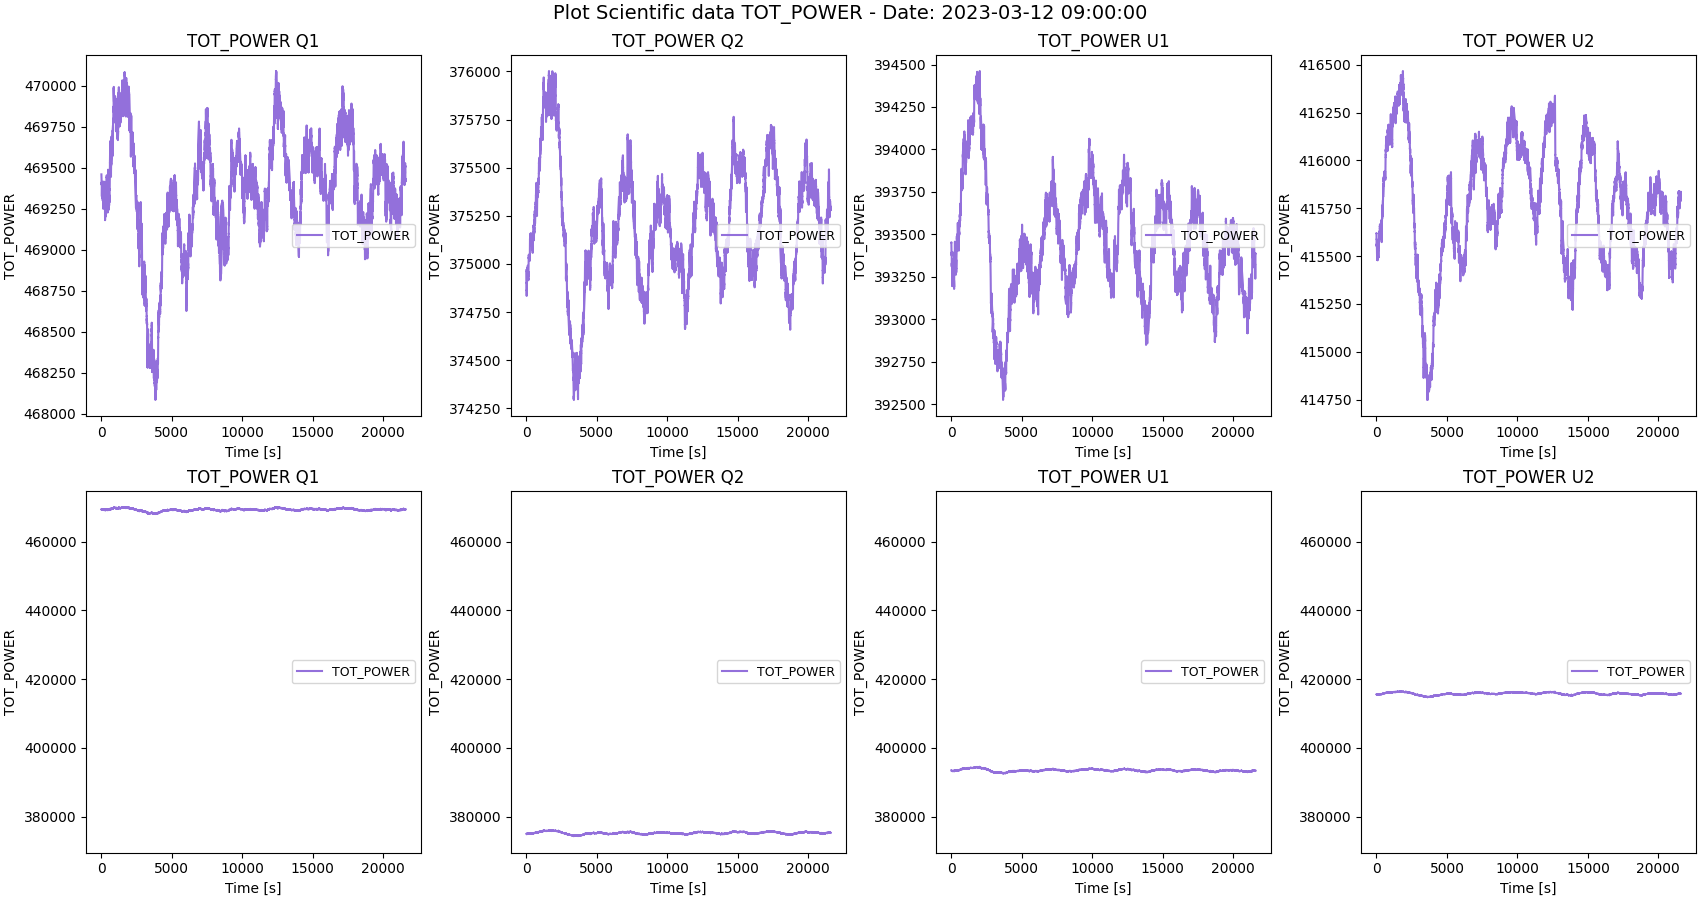 Plot Scientific data TOT_POWER - Date: 2023-03-12 09:00:00
TOT_POWER Q1
TOT_POWER
470000
469750
469500
469250
469000
468750
468500
468250
468000
TOT_POWER
0 5000 10000 15000 20000
Time [s]
TOT_POWER Q2
TOT_POWER
376000
375750
375500
375250
375000
374750
374500
374250
TOT_POWER
0 5000 10000 15000 20000
Time [s]
TOT_POWER U1
TOT_POWER
394500
394250
394000
393750
393500
393250
393000
392750
392500
TOT_POWER
0 5000 10000 15000 20000
Time [s]
TOT_POWER U2
TOT_POWER
416500
416250
416000
415750
415500
415250
415000
414750
TOT_POWER
0 5000 10000 15000 20000
Time [s]
TOT_POWER Q1
TOT_POWER
460000
440000
420000
400000
380000
TOT_POWER
0 5000 10000 15000 20000
Time [s]
TOT_POWER Q2
TOT_POWER
460000
440000
420000
400000
380000
TOT_POWER
0 5000 10000 15000 20000
Time [s]
TOT_POWER U1
TOT_POWER
460000
440000
420000
400000
380000
TOT_POWER
0 5000 10000 15000 20000
Time [s]
TOT_POWER U2
TOT_POWER
460000
440000
420000
400000
380000
TOT_POWER
0 5000 10000 15000 20000
Time [s]